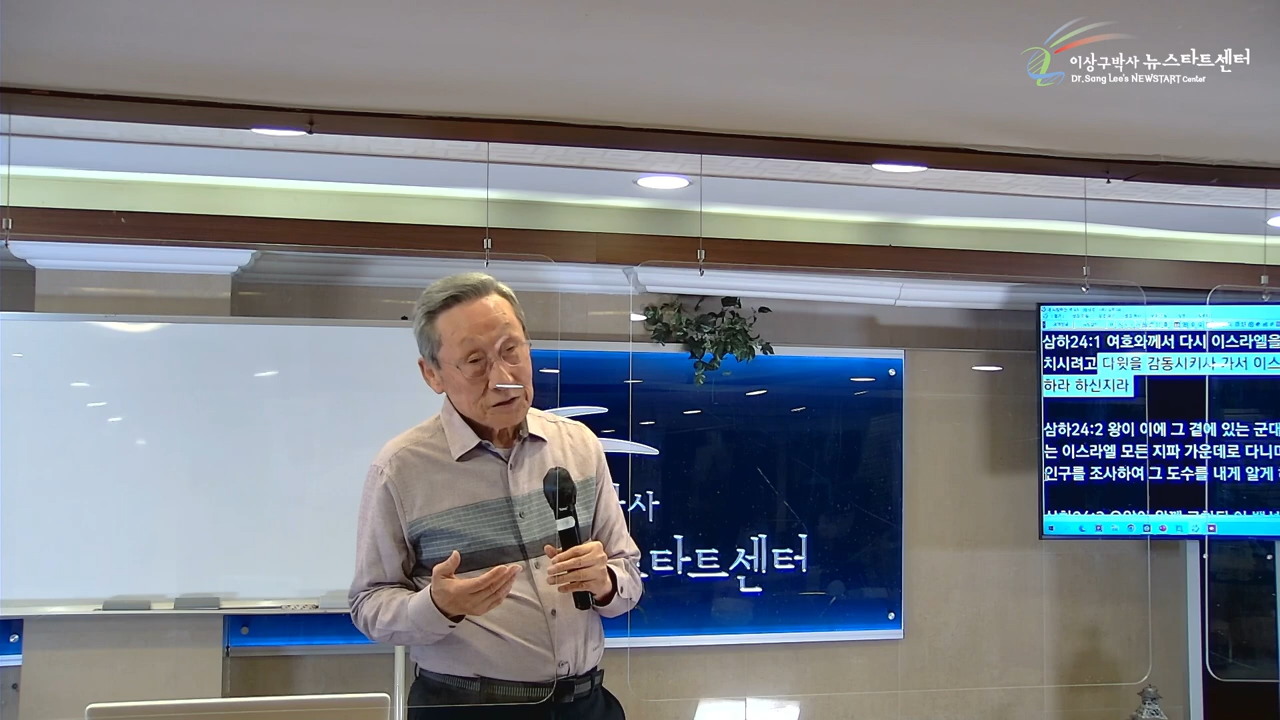 이상구박사 뉴스타트센터
Dr. Sang Lee's NEWSTART Center
삼하24:1 여호와께서 다시 이스라엘을
치시려고 다윗을 감동시키사 가서 이스
하라 하신지라
삼하24:2 왕이 이에 그 곁에 있는 군대
는 이스라엘 모든 지파 가운데로 다니며
인구를 조사하여 그 도수를 내게 알게
사
스타트센터